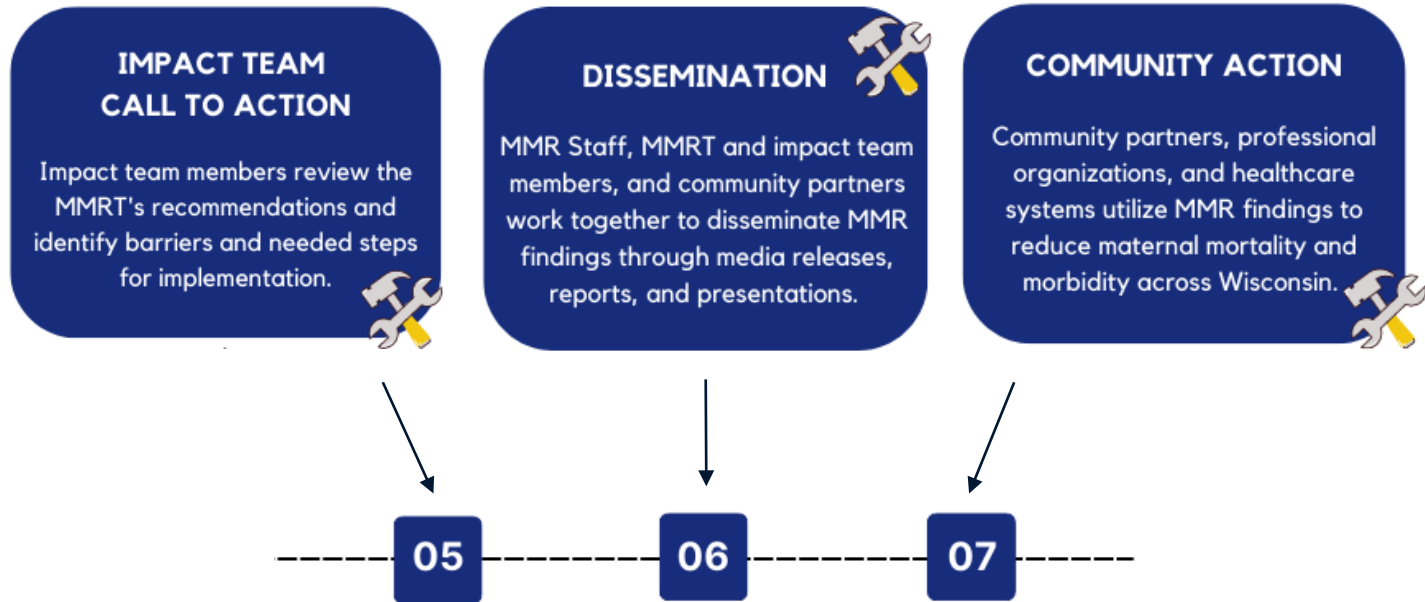 IMPACT TEAM
CALL TO ACTION
Impact team members review the
MMRT's recommendations and
identify barriers and needed steps
for implementation.
DISSEMINATION
MMR Staff, MMRT and impact team
members, and community partners
work together to disseminate MMR
findings through media releases,
reports, and presentations.
COMMUNITY ACTION
Community partners, professional
organizations, and healthcare
systems utilize MMR findings to
reduce maternal mortality and
morbidity across Wisconsin.
05
06
07